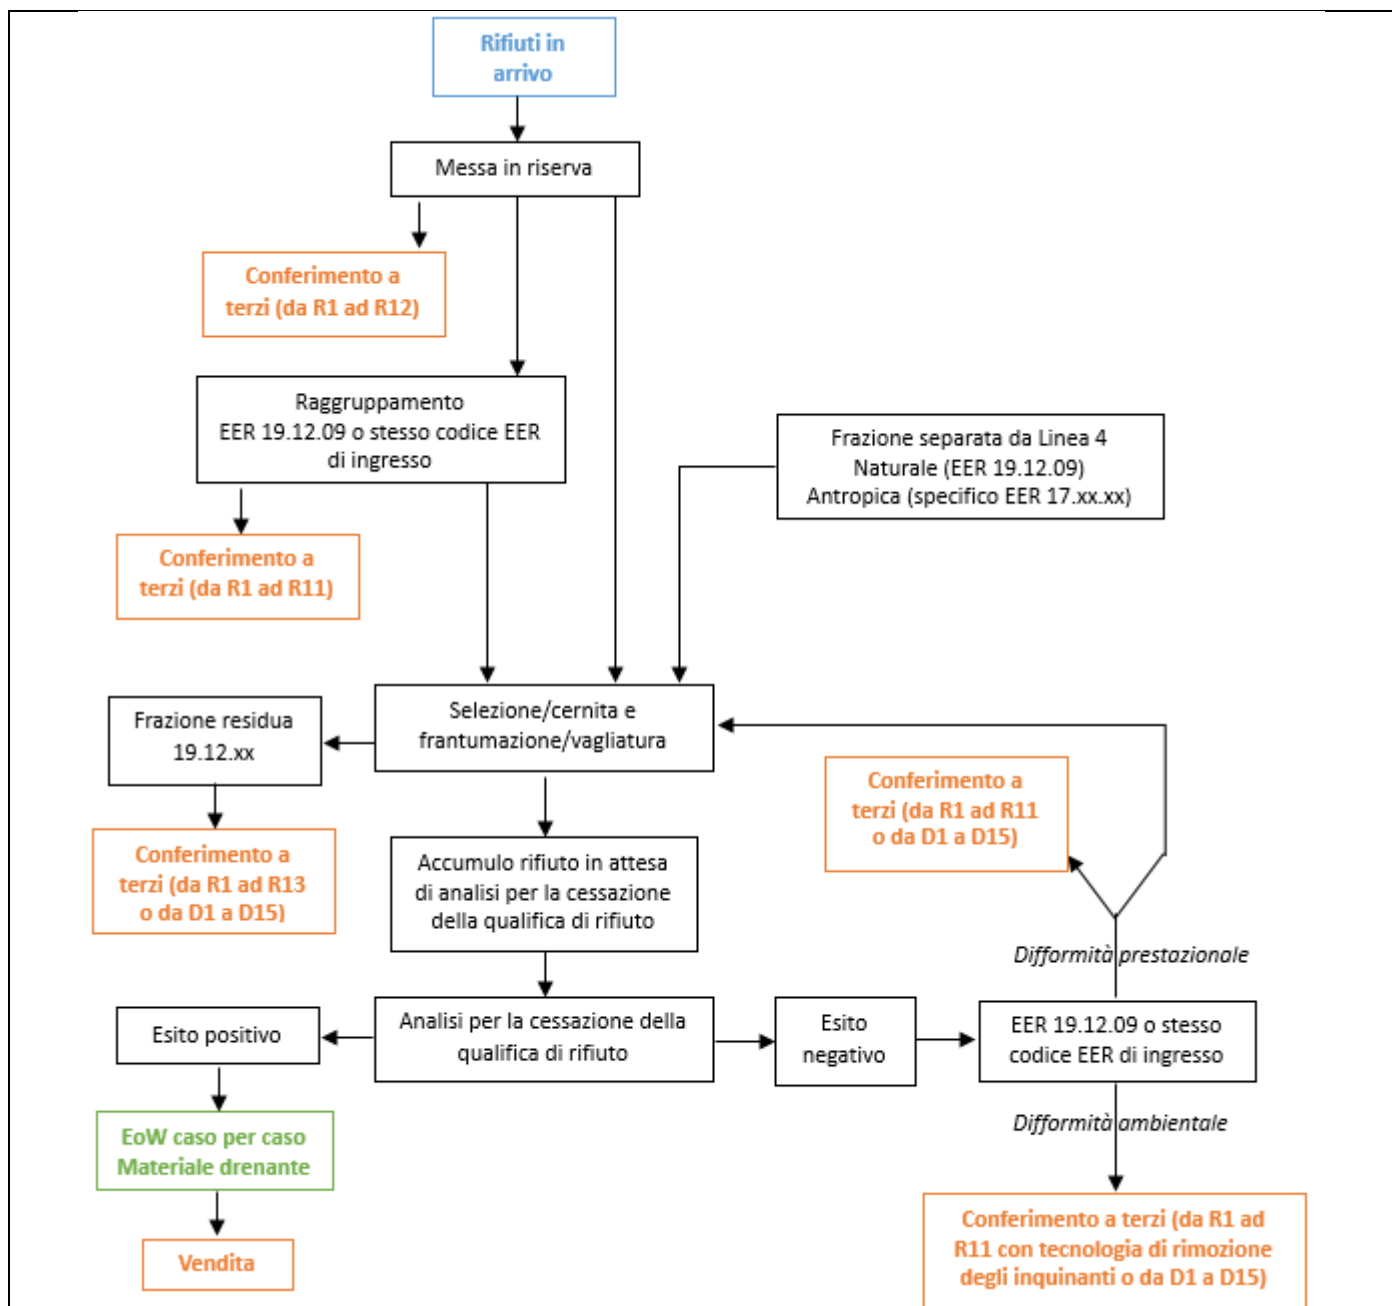 Rifiuti in
arrivo
Messa in riserva
Conferimento a
terzi (da R1 ad R12)
Raggruppamento
EER 19.12.09 o stesso codice EER
di ingresso
Frazione separata da Linea 4
Naturale (EER 19.12.09)
Antropica (specifico EER 17.xx.xx)
Conferimento a
terzi (da R1 ad R11)
Selezione/cernita e
frantumazione/vagliatura
Frazione residua
19.12.xx
Conferimento a
terzi (da R1 ad R11
o da D1 a D15)
Conferimento a
terzi (da R1 ad R13
o da D1 a D15)
Accumulo rifiuto in attesa
di analisi per la cessazione
della qualifica di rifiuto
Difformità prestazionale
Esito positivo
Analisi per la cessazione della
qualifica di rifiuto
Esito
negativo
EER 19.12.09 o stesso
codice EER di ingresso
Difformità ambientale
EoW caso per caso
Materiale drenante
Vendita
Conferimento a terzi (da R1 ad
R11 con tecnologia di rimozione
degli inquinanti o da D1 a D15)